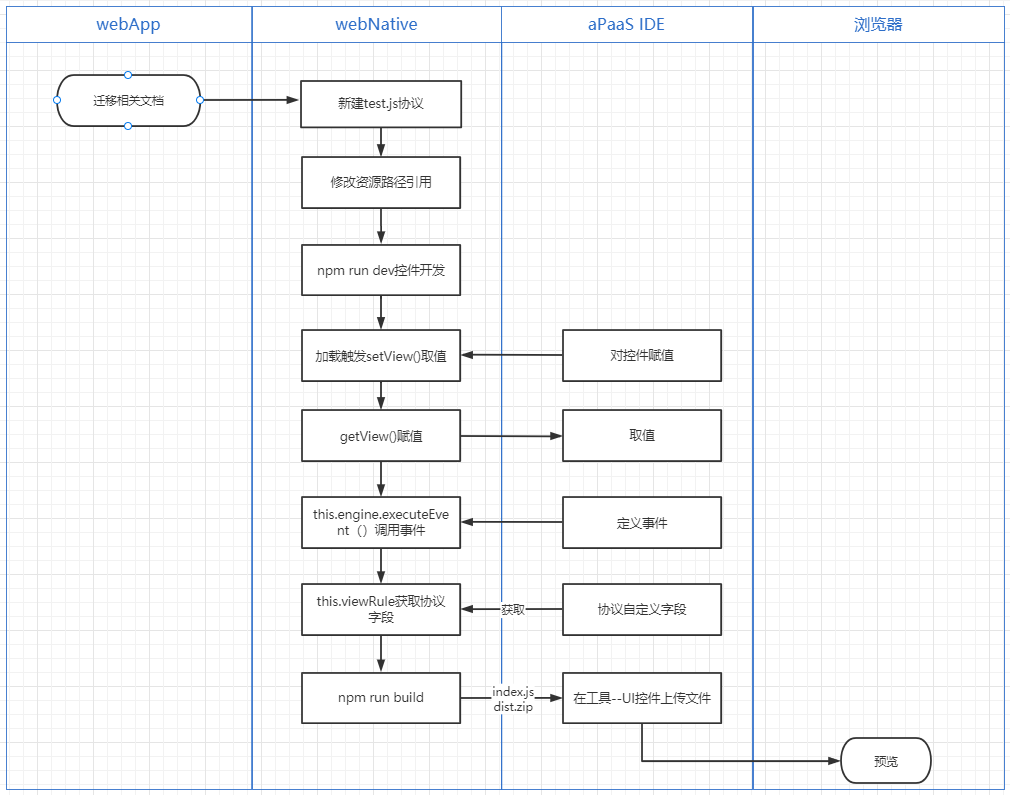 webApp
webNative
aPaaS IDE
浏览器
迁移相关文档
新建test.js协议
修改资源路径引用
npm run dev控件开发
加载触发setView()取值
对控件赋值
getView()赋值
取值
this.engine.executeEve
nt（）调用事件
定义事件
this.viewRule获取协议
字段
获取
协议自定义字段
npm run build
index.js
dist.zip
在工具--UI控件上传文件
预览